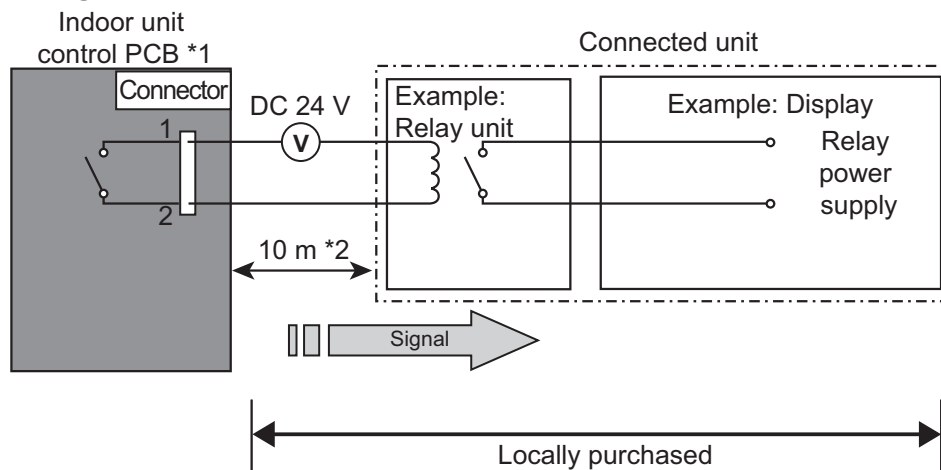 Indoor unit
control PCB *1
Connector
1
2
DC 24 V
V
10 m *2
Connected unit
Example:
Relay unit
Example: Display
Relay
power
supply
Signal
Locally purchased